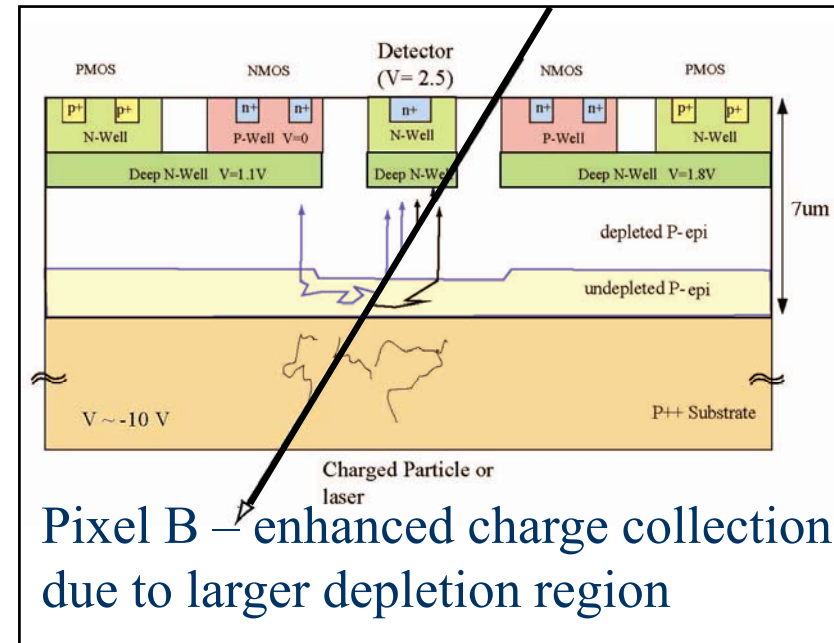 Detector
(V= 2.5)
PMOS NMOS NMOS PMOS
p+ p+ n+ n+ n+ n+ n+ p+ p+
N-Well P-Well V=0 N-Well P-Well N-Well
Deep N-Well V=1.1V Deep N-Well Deep N-Well V=1.8V
7um
depleted P-epi
undepleted P-epi
V ~ -10 V P++ Substrate
Charged Particle or
laser
Pixel B – enhanced charge collection
due to larger depletion region